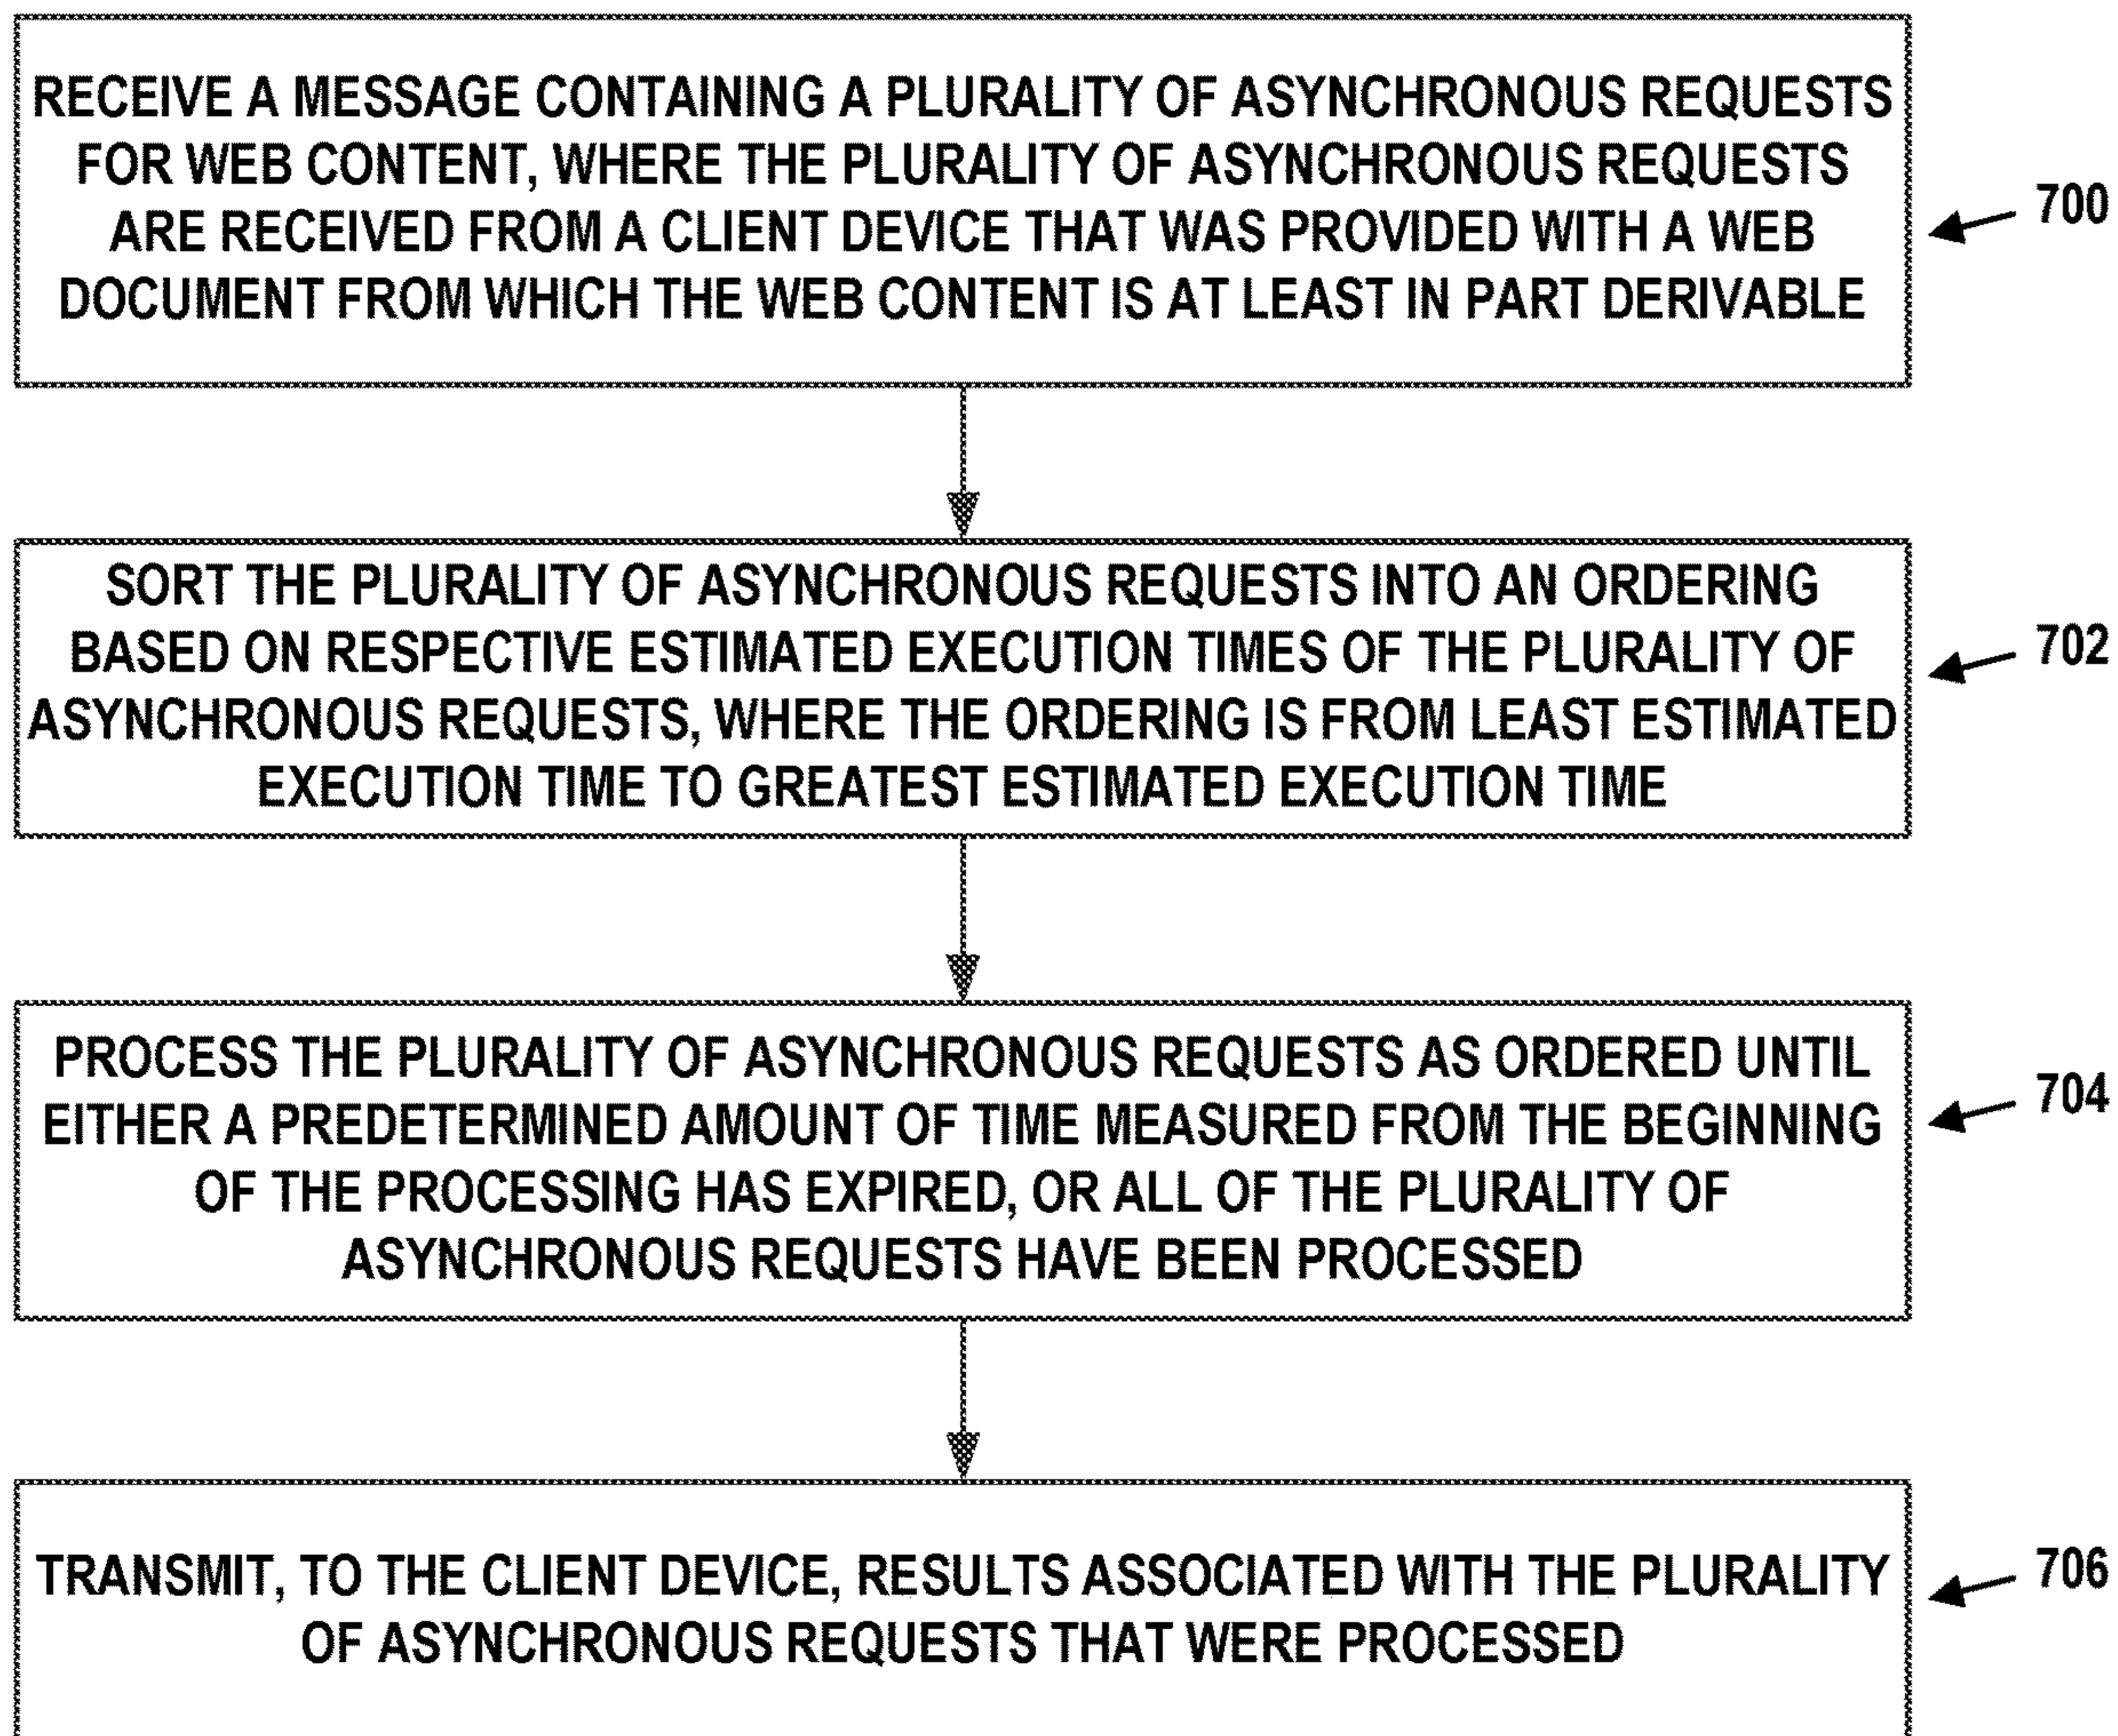 RECEIVE A MESSAGE CONTAINING A PLURALITY OF ASYNCHRONOUS REQUESTS
FOR WEB CONTENT, WHERE THE PLURALITY OF ASYNCHRONOUS REQUESTS
ARE RECEIVED FROM A CLIENT DEVICE THAT WAS PROVIDED WITH A WEB
DOCUMENT FROM WHICH THE WEB CONTENT IS AT LEAST IN PART DERIVABLE
700
SORT THE PLURALITY OF ASYNCHRONOUS REQUESTS INTO AN ORDERING
BASED ON RESPECTIVE ESTIMATED EXECUTION TIMES OF THE PLURALITY OF
ASYNCHRONOUS REQUESTS, WHERE THE ORDERING IS FROM LEAST ESTIMATED
EXECUTION TIME TO GREATEST ESTIMATED EXECUTION TIME
702
PROCESS THE PLURALITY OF ASYNCHRONOUS REQUESTS AS ORDERED UNTIL
EITHER A PREDETERMINED AMOUNT OF TIME MEASURED FROM THE BEGINNING
OF THE PROCESSING HAS EXPIRED, OR ALL OF THE PLURALITY OF
ASYNCHRONOUS REQUESTS HAVE BEEN PROCESSED
704
TRANSMIT, TO THE CLIENT DEVICE, RESULTS ASSOCIATED WITH THE PLURALITY
OF ASYNCHRONOUS REQUESTS THAT WERE PROCESSED
706